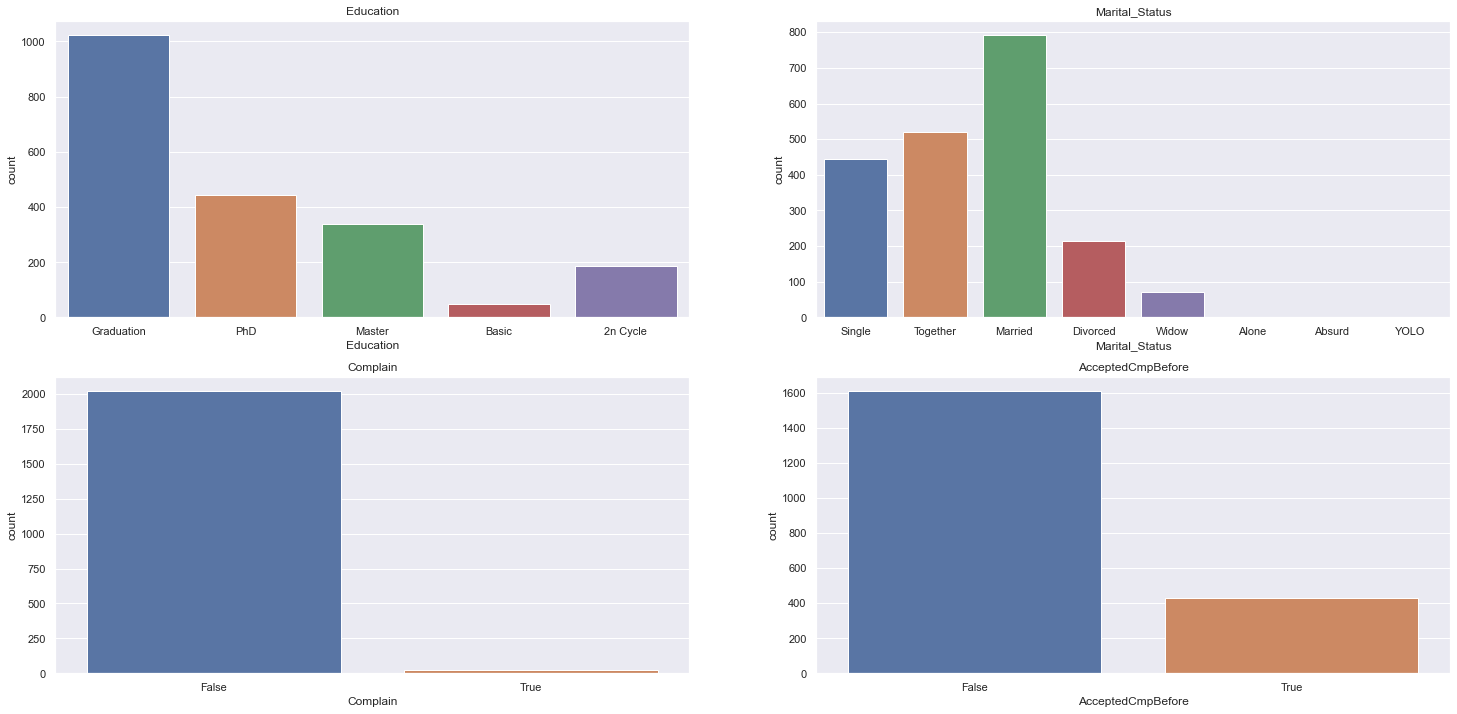 Education
1000
800
600
400
200
0
count
Graduation PhD Master Basic 2n Cycle
Education
Marital_Status
800
700
600
500
400
300
200
100
0
count
Single Together Married Divorced Widow Alone Absurd YOLO
Marital_Status
Complain
2000
1750
1500
1250
1000
750
500
250
0
count
False True
Complain
AcceptedCmpBefore
1600
1400
1200
1000
800
600
400
200
0
count
False True
AcceptedCmpBefore